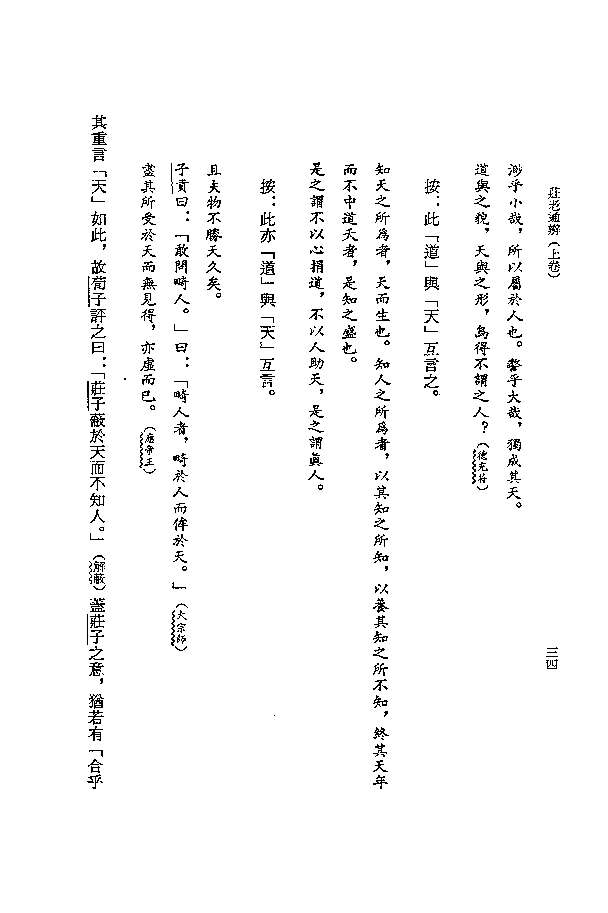 莊老通辨（上卷）
三四
渺乎小哉，所以屬於人也。謷乎大哉，獨成其天。
道與之貌，天與之形，烏得不謂之人？（德充符）
按：此「道」與「天」互言之。
知天之所為者，天而生也。知人之所為者，以其知之所知，以養其知之所不知，終其天年
而不中道夭者，是知之盛也。
是之謂不以心捐道，不以人助天，是之謂眞人。
按：此亦「道」與「天」互言。
且夫物不勝天久矣。
子貢曰：「敢問畸人。」曰：「畸人者，畸於人而侔於天。」（大宗師）
盡其所受於天而無見得，亦虛而已。（應帝王）
其重言「天」如此，故荀子評之曰：「莊子蔽於天而不知人。」（解蔽）蓋莊子之意，猶若有「合乎